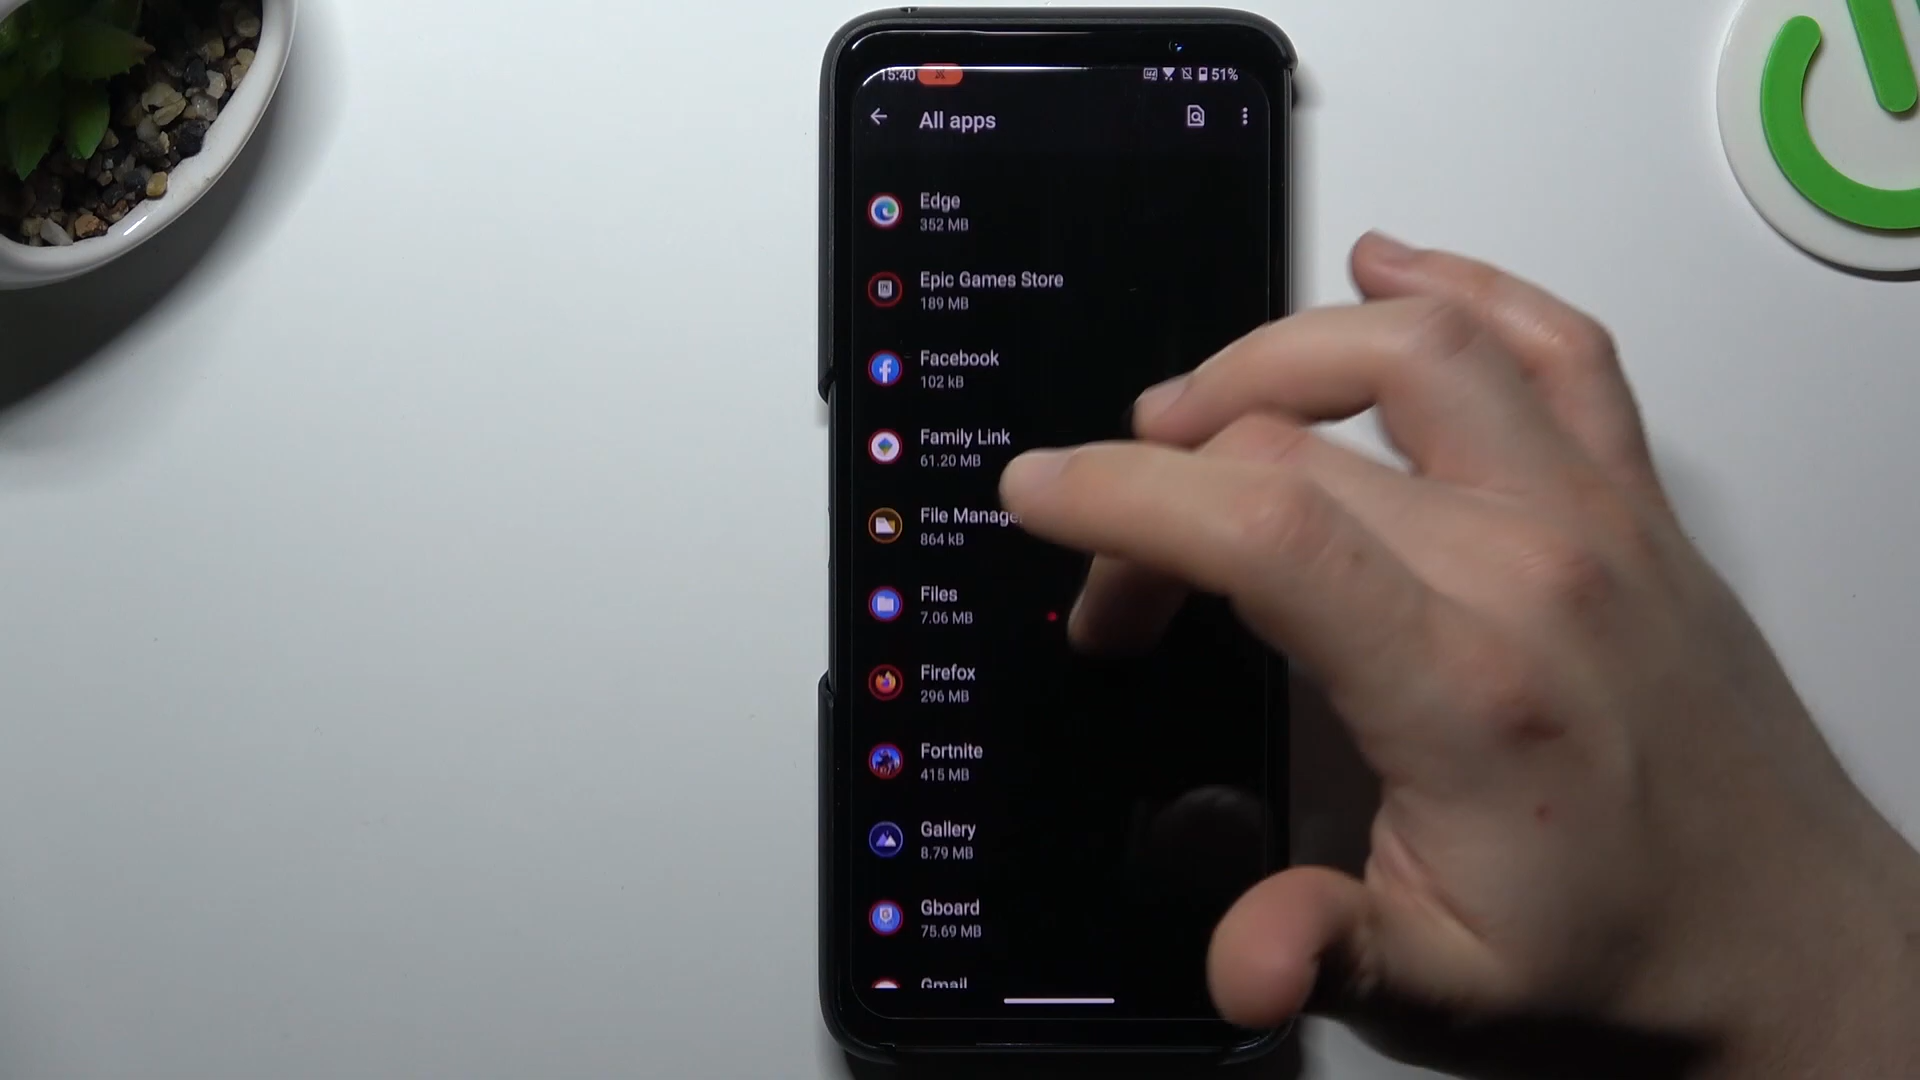 15:40 51%
All apps
Edge
352 MB
Epic Games Store
189 MB
Facebook
102 kB
Family Link
61.20 MB
File Manage
864 kB
Files
7.06 MB
Firefox
296 MB
Fortnite
415 MB
Gallery
8.79 MB
Gboard
75.69 MB
Gmail